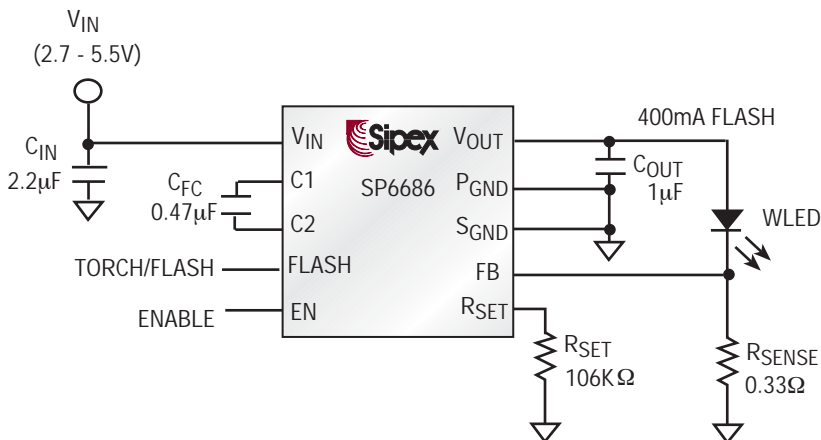 VIN
(2.7 - 5.5V)
CIN
2.2µF
CFC
0.47µF
TORCH/FLASH
ENABLE
VIN
C1
C2
FLASH
EN
Sipex
SP6686
VOUT
PGND
SGND
FB
RSET
400mA FLASH
COUT
1µF
WLED
RSET
106KΩ
RSENSE
0.33Ω